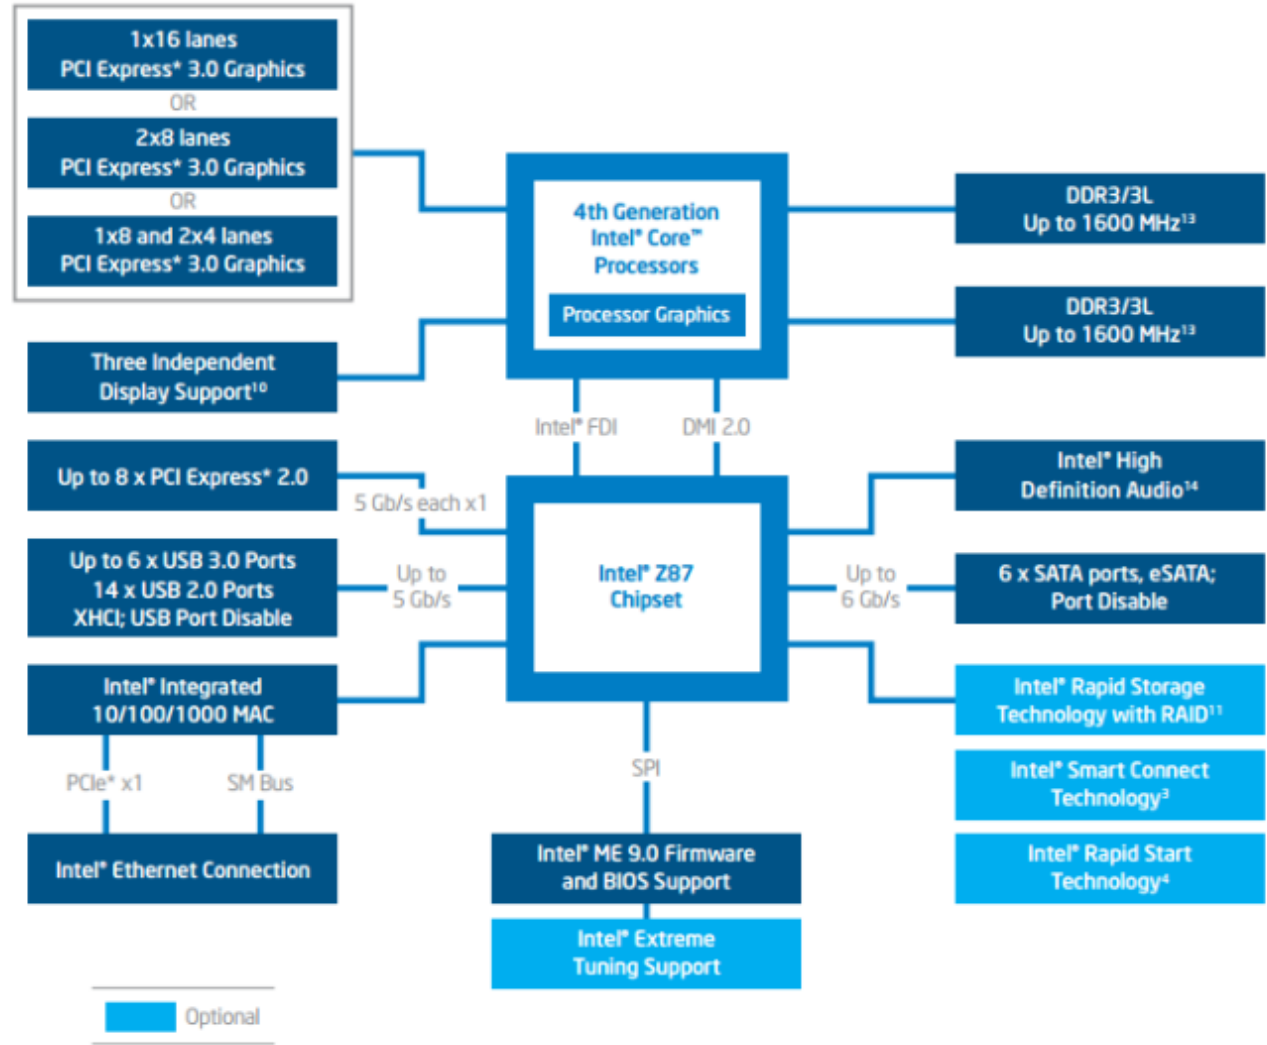 1x16 lanes
PCI Express* 3.0 Graphics
OR
2x8 lanes
PCI Express* 3.0 Graphics
OR
1x8 and 2x4 lanes
PCI Express* 3.0 Graphics
4th Generation
Intel® Core™
Processors
Processor Graphics
DDR3/3L
Up to 1600 MHz¹³
DDR3/3L
Up to 1600 MHz¹³
Three Independent
Display Support¹⁰
Intel® FDI
DMI 2.0
Up to 8 x PCI Express* 2.0
5 Gb/s each x1
Intel® High
Definition Audio¹⁴
Up to 6 x USB 3.0 Ports
14 x USB 2.0 Ports
XHCI; USB Port Disable
Up to
5 Gb/s
Intel® Z87
Chipset
Up to
6 Gb/s
6 x SATA ports, eSATA;
Port Disable
Intel® Integrated
10/100/1000 MAC
Intel® Rapid Storage
Technology with RAID¹¹
PCIe* x1
SM Bus
SPI
Intel® Smart Connect
Technology³
Intel® Ethernet Connection
Intel® ME 9.0 Firmware
and BIOS Support
Intel® Rapid Start
Technology⁴
Intel® Extreme
Tuning Support
Optional